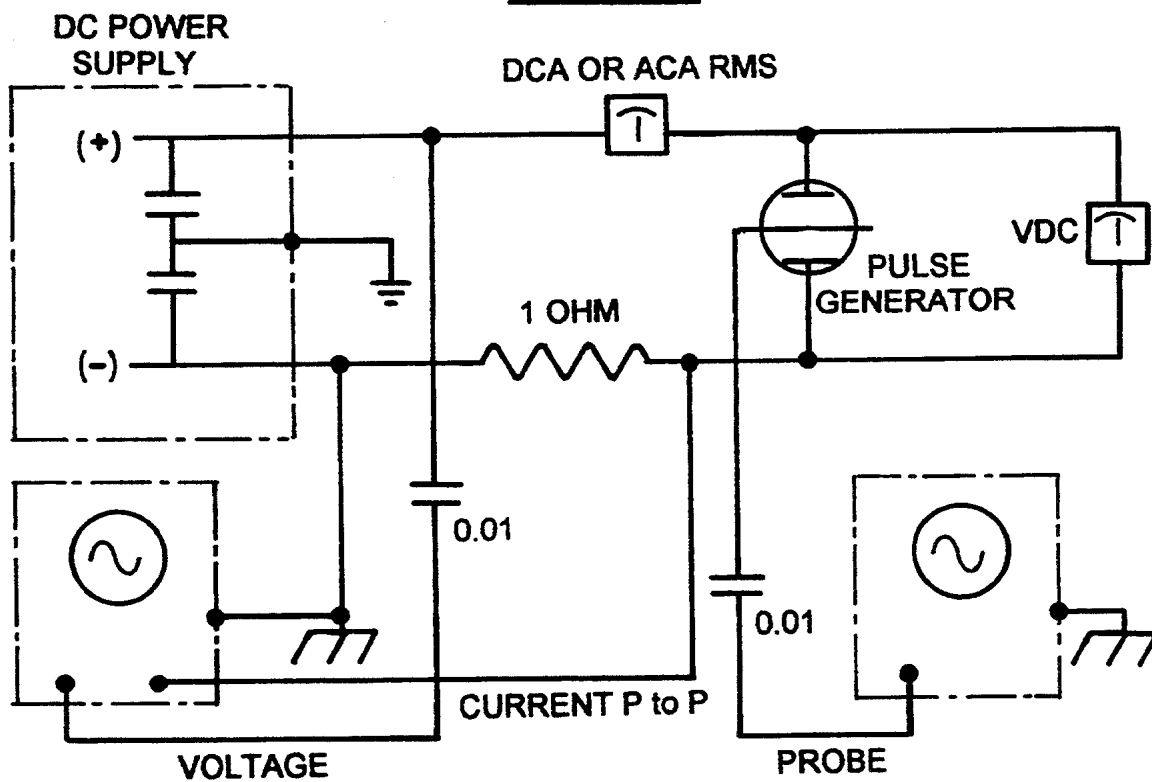 DC POWER
SUPPLY
DCA OR ACA RMS
(+)
VDC
PULSE
GENERATOR
1 OHM
(-)
0.01
0.01
CURRENT P to P
VOLTAGE
PROBE